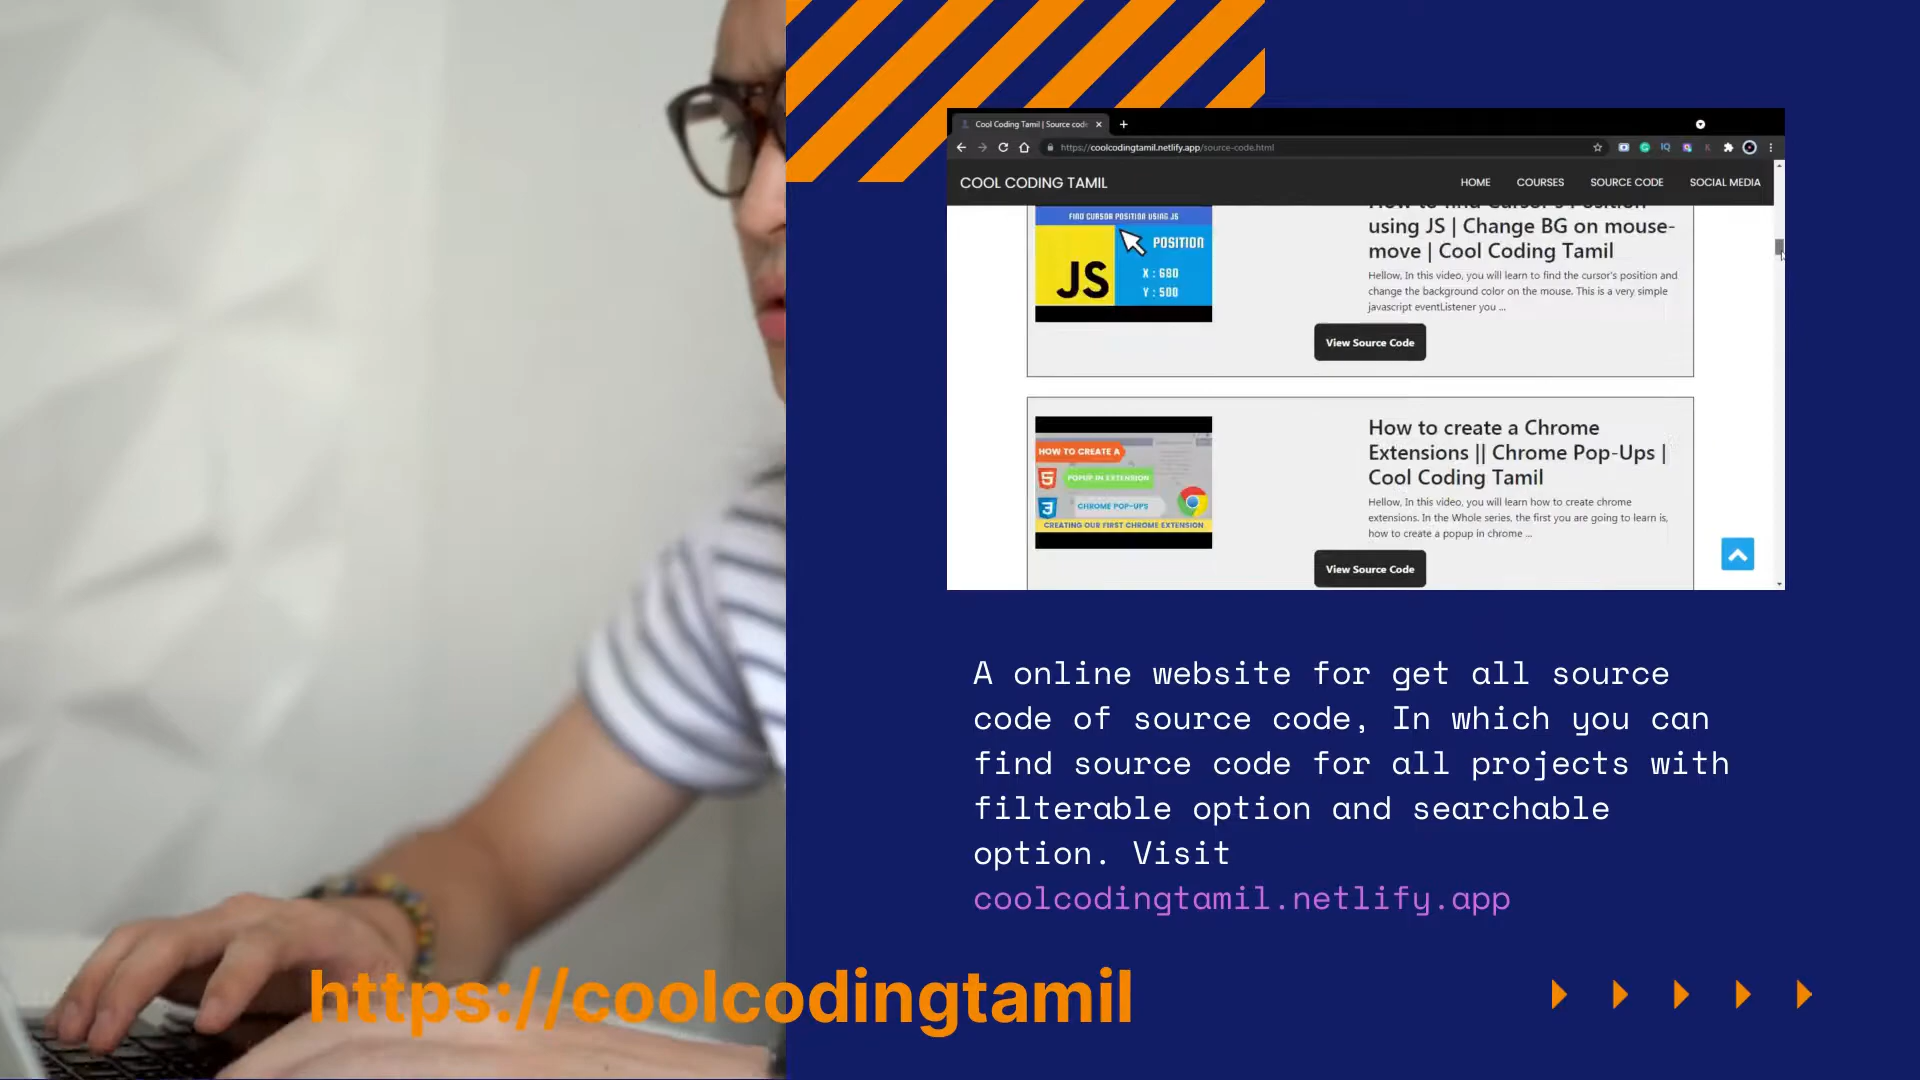 Cool Coding Tamil | Source code
https://coolcodingtamil.netlify.app/source-code.html
COOL CODING TAMIL
HOME
COURSES
SOURCE CODE
SOCIAL MEDIA
FIND CURSOR POSITION USING JS
JS
POSITION
X : 680
Y : 500
How to find Cursor's Position
using JS | Change BG on mouse-
move | Cool Coding Tamil
Hellow, In this video, you will learn to find the cursor's position and
change the background color on the mouse. This is a very simple
javascript eventListener you ...
View Source Code
HOW TO CREATE A
5
POPUP IN EXTENSION
3
CHROME POP-UPS
CREATING OUR FIRST CHROME EXTENSION
How to create a Chrome
Extensions || Chrome Pop-Ups |
Cool Coding Tamil
Hellow, In this video, you will learn how to create chrome
extensions. In the Whole series, the first you are going to learn is,
how to create a popup in chrome ...
View Source Code
A online website for get all source
code of source code, In which you can
find source code for all projects with
filterable option and searchable
option. Visit
coolcodingtamil.netlify.app
https://coolcodingtamil